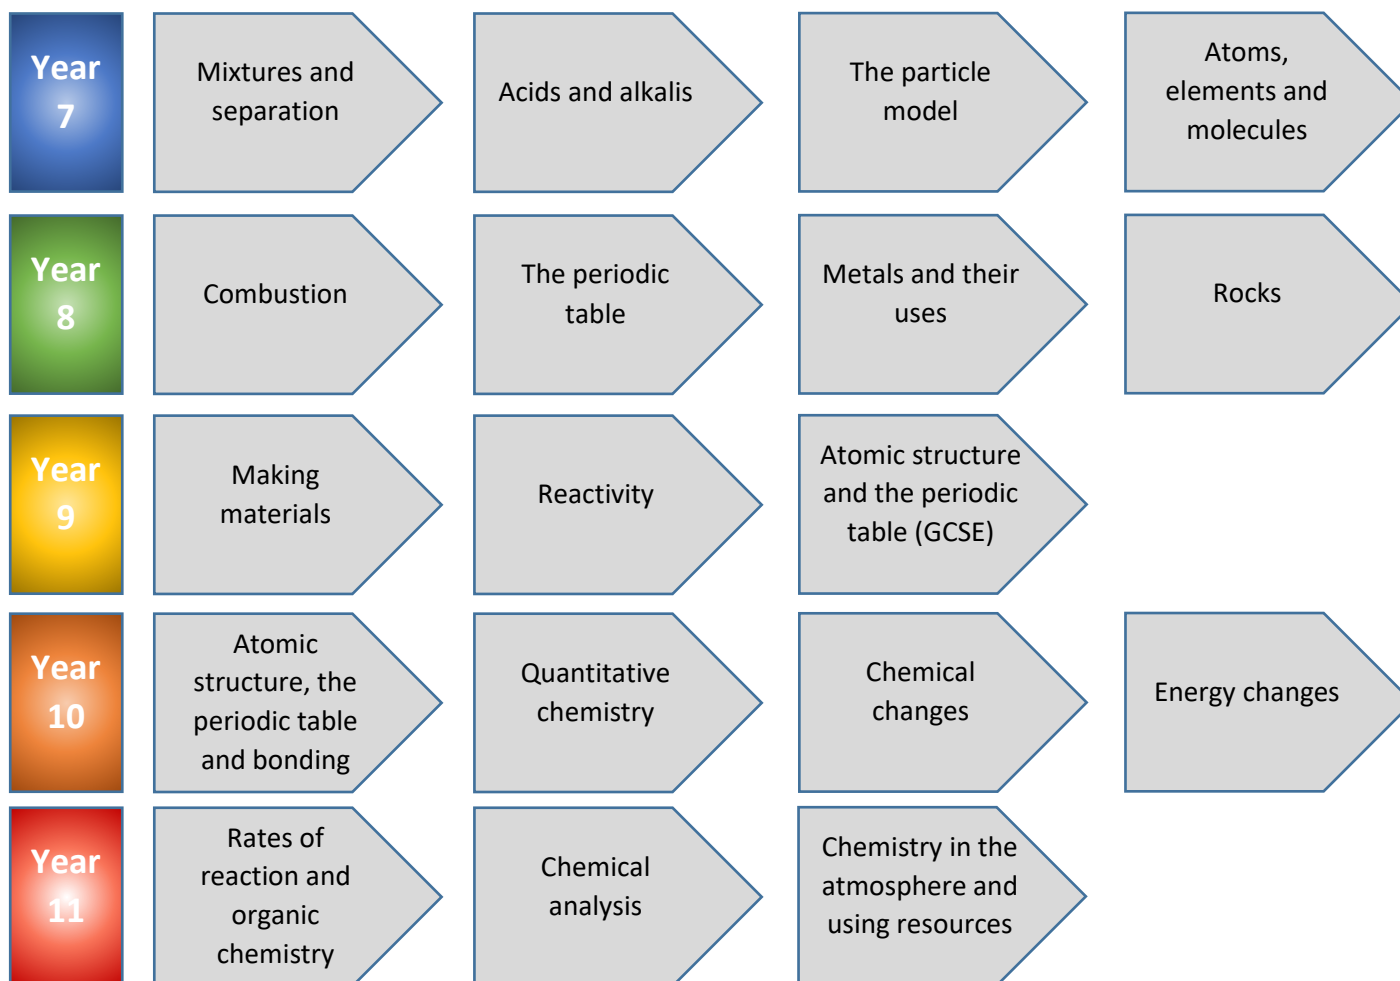 Year
7
Mixtures and
separation
Acids and alkalis
The particle
model
Atoms,
elements and
molecules
Year
8
Combustion
The periodic
table
Metals and their
uses
Rocks
Year
9
Making
materials
Reactivity
Atomic structure
and the periodic
table (GCSE)
Year
10
Atomic
structure, the
periodic table
and bonding
Quantitative
chemistry
Chemical
changes
Energy changes
Year
11
Rates of
reaction and
organic
chemistry
Chemical
analysis
Chemistry in the
atmosphere and
using resources